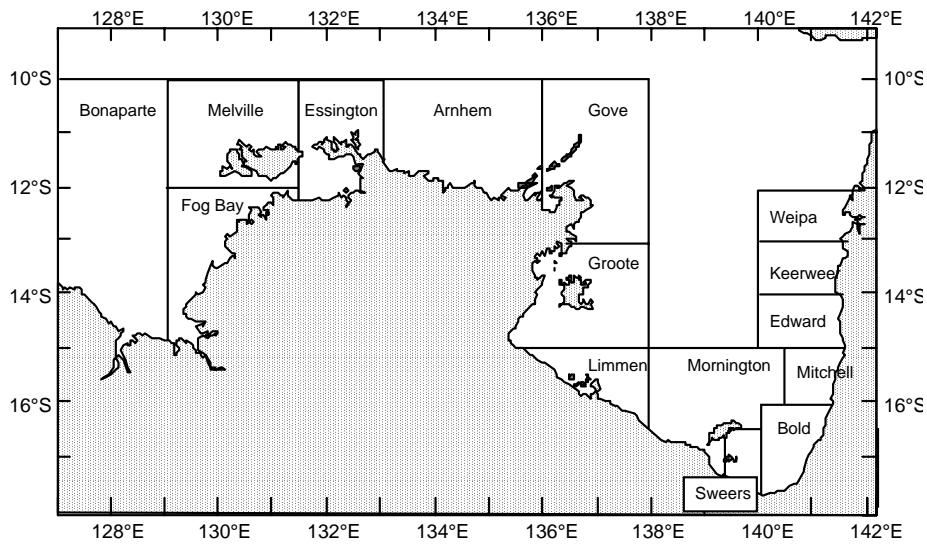 128°E 130°E 132°E 134°E 136°E 138°E 140°E 142°E
10°S 10°S
Bonaparte Melville Essington Arnhem Gove
12°S 12°S
Fog Bay Weipa
Groote Keerwee
14°S 14°S
Edward
Limmen Mornington Mitchell
16°S 16°S
Bold
Sweers
128°E 130°E 132°E 134°E 136°E 138°E 140°E 142°E